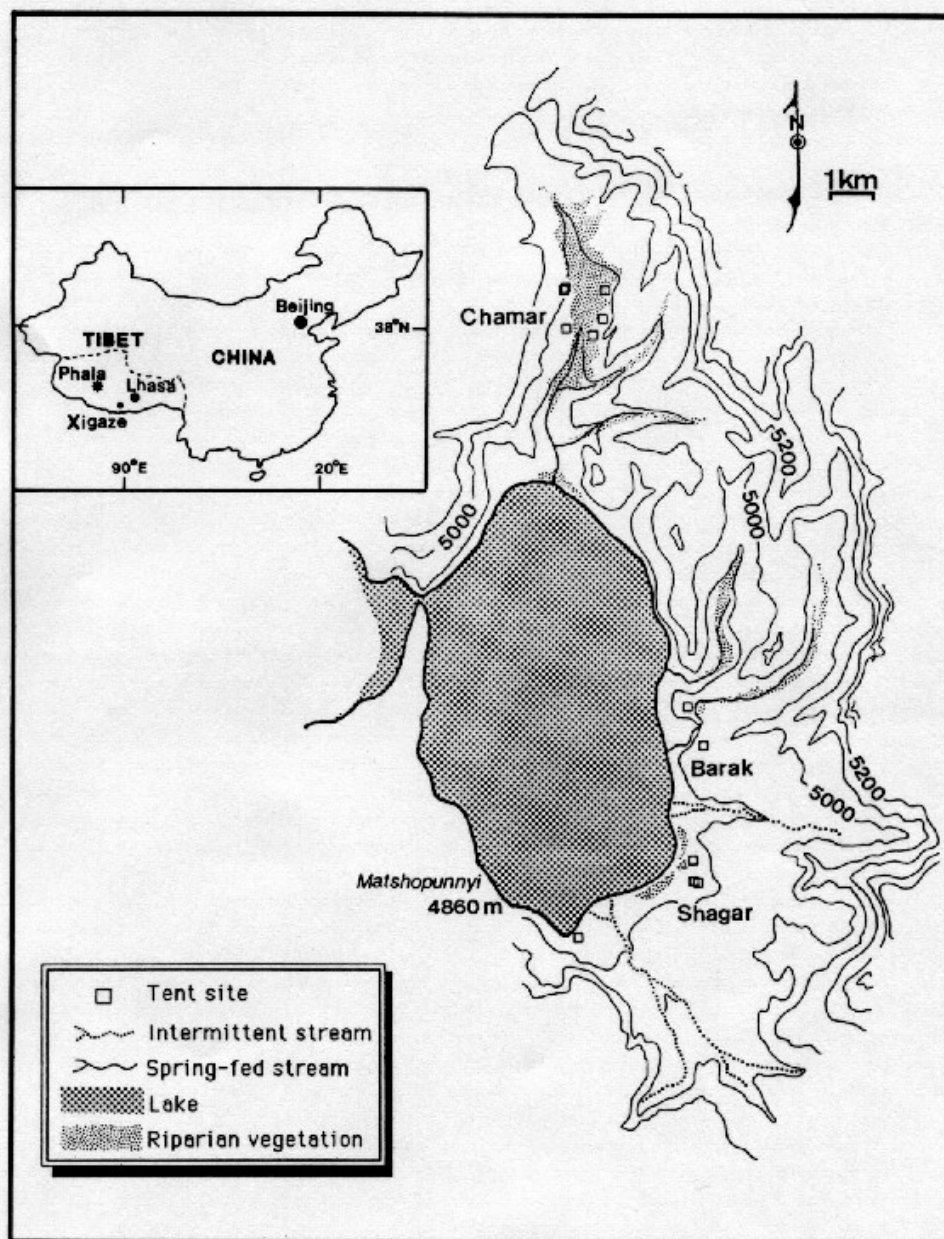 N
1km
Beijing
38°N
TIBET
CHINA
Phala
Lhasa
Xigaze
90°E
20°E
Chamar
5200
5000
5000
Barak
5200
5000
Matshopunnyi
4860 m
Shagar
Tent site
Intermittent stream
Spring-fed stream
Lake
Riparian vegetation